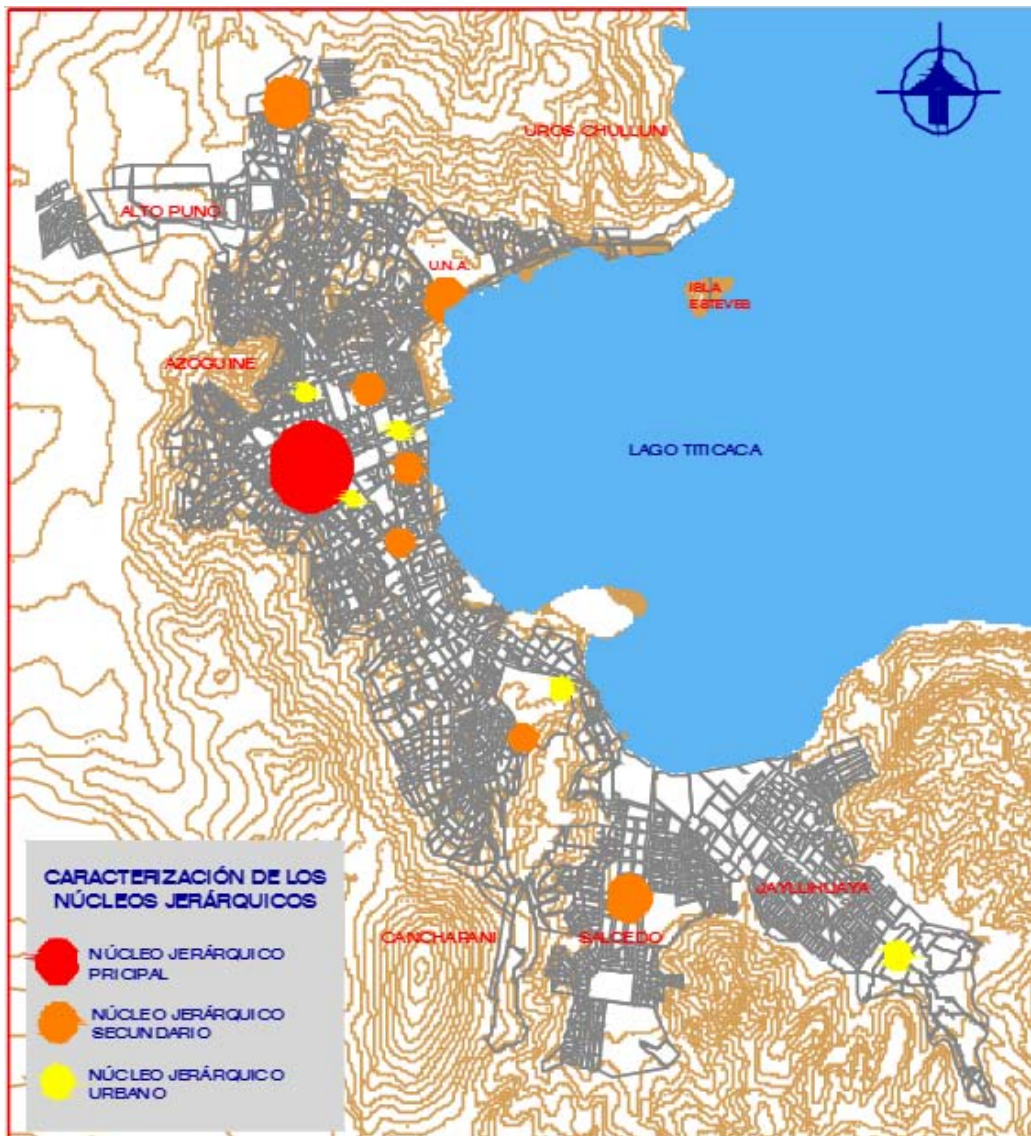 UROS CHULLUNI
ALTO PUNO
U.N.A.
ISLA
ESTEVES
AZOGUINE
LAGO TITICACA
CARACTERIZACIÓN DE LOS
NÚCLEOS JERÁRQUICOS
NÚCLEO JERÁRQUICO
PRICIPAL
NÚCLEO JERÁRQUICO
SECUNDARIO
NÚCLEO JERÁRQUICO
URBANO
CANCHARANI
SALCEDO
JAYLLIHUAYA